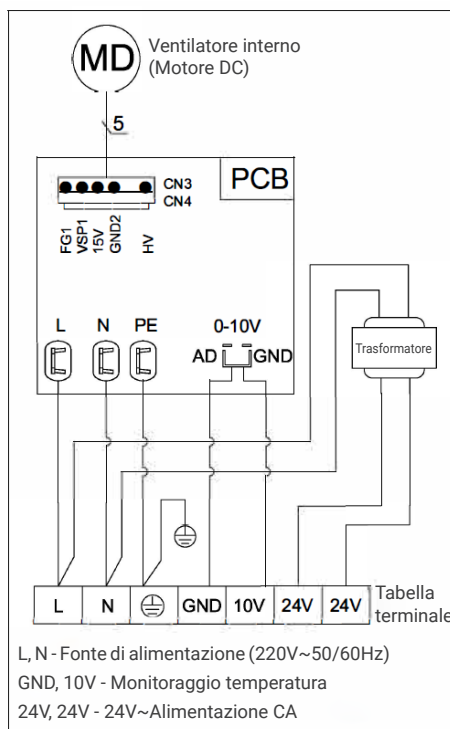 MD
Ventilatore interno
(Motore DC)
5
PCB
CN3
CN4
FG1
VSP1
15V
GND2
HV
L N PE 0-10V
AD GND
Trasformatore
L N GND 10V 24V 24V
Tabella
terminale
L, N - Fonte di alimentazione (220V~50/60Hz)
GND, 10V - Monitoraggio temperatura
24V, 24V - 24V~Alimentazione CA